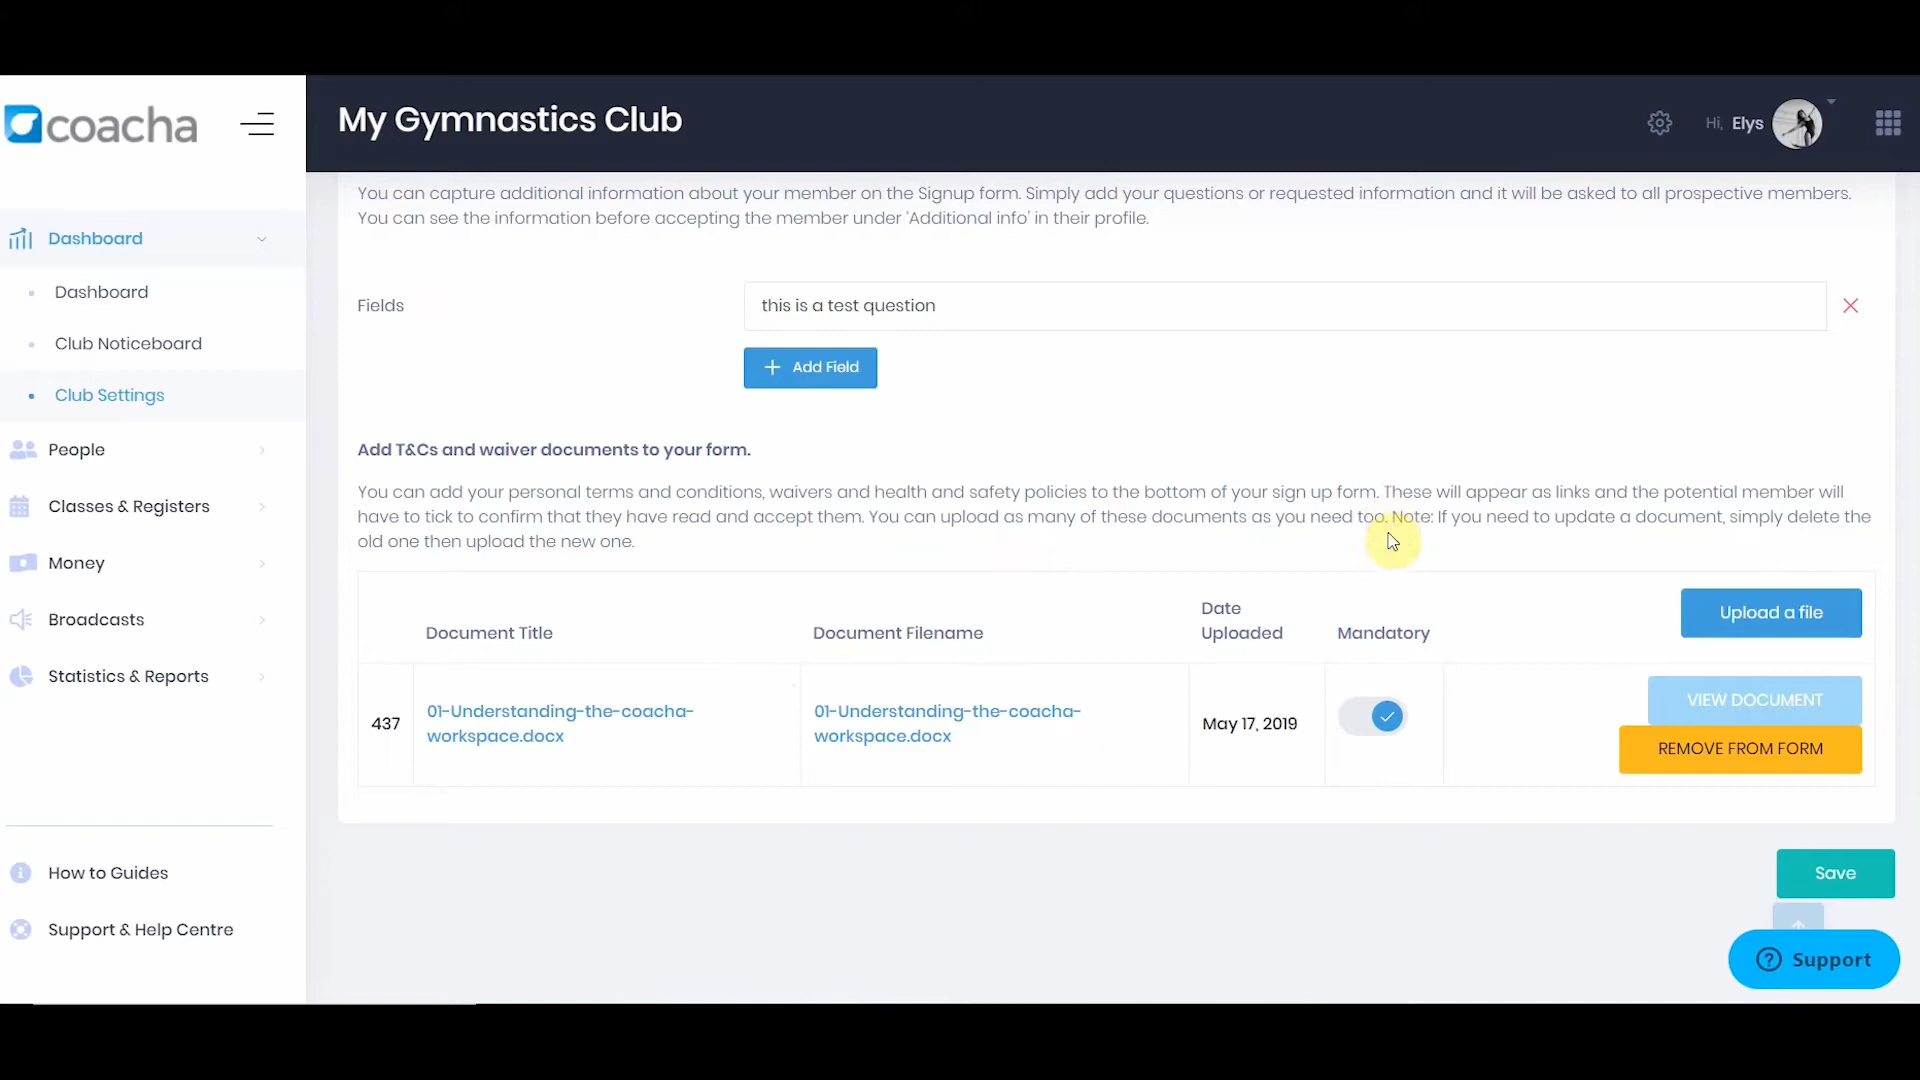 coacha
My Gymnastics Club
Hi, Elys
You can capture additional information about your member on the Signup form. Simply add your questions or requested information and it will be asked to all prospective members.
You can see the information before accepting the member under 'Additional info' in their profile.
Dashboard
Dashboard
Club Noticeboard
Club Settings
People
Classes & Registers
Money
Broadcasts
Statistics & Reports
How to Guides
Support & Help Centre
Fields
this is a test question
Add Field
Add T&Cs and waiver documents to your form.
You can add your personal terms and conditions, waivers and health and safety policies to the bottom of your sign up form. These will appear as links and the potential member will
have to tick to confirm that they have read and accept them. You can upload as many of these documents as you need too. Note: If you need to update a document, simply delete the
old one then upload the new one.
Document Title
Document Filename
Date
Uploaded
Mandatory
Upload a file
437
01-Understanding-the-coacha-
workspace.docx
01-Understanding-the-coacha-
workspace.docx
May 17, 2019
VIEW DOCUMENT
REMOVE FROM FORM
Save
Support